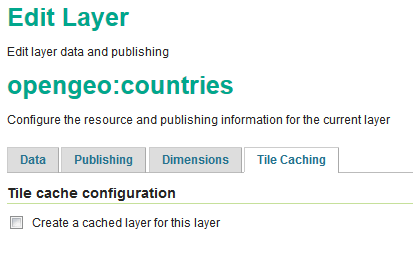 Edit Layer
Edit layer data and publishing
opengeo:countries
Configure the resource and publishing information for the current layer
Data Publishing Dimensions Tile Caching
Tile cache configuration
Create a cached layer for this layer